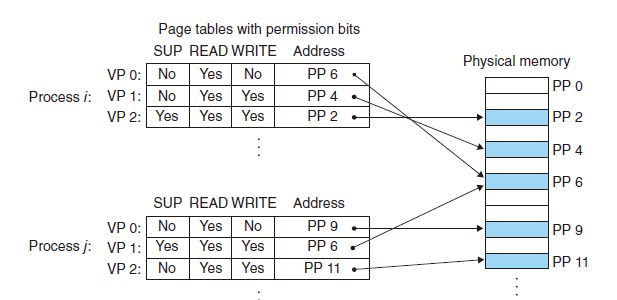 Page tables with permission bits
SUP READ WRITE Address
Physical memory
VP 0: No Yes No PP 6
PP 0
Process i: VP 1: No Yes Yes PP 4
VP 2: Yes Yes Yes PP 2
PP 2
PP 4
PP 6
SUP READ WRITE Address
VP 0: No Yes No PP 9
PP 9
Process j: VP 1: Yes Yes Yes PP 6
VP 2: No Yes Yes PP 11
PP 11